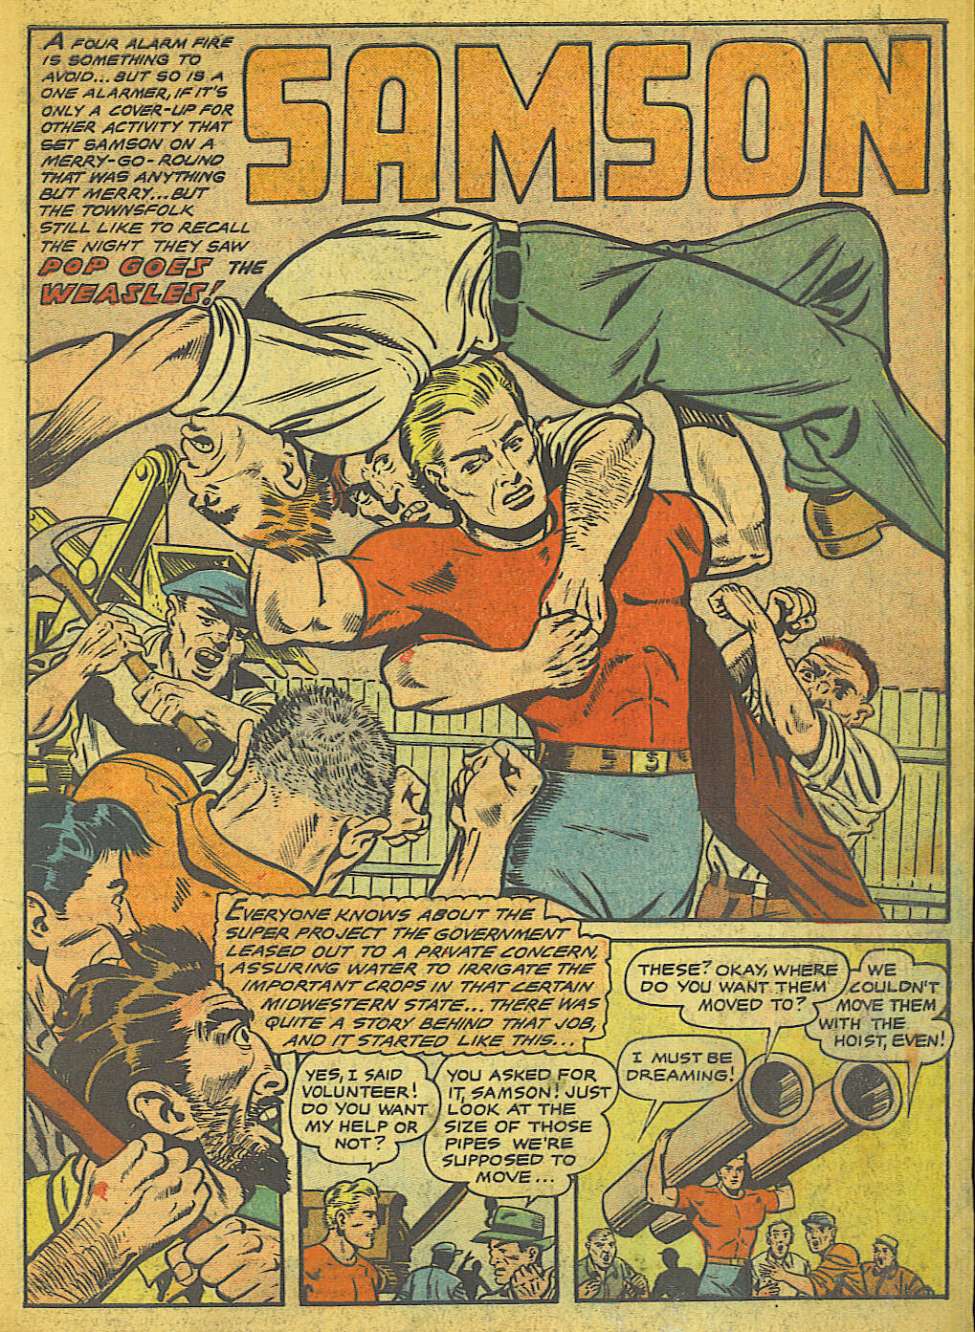 A FOUR ALARM FIRE
IS SOMETHING TO
AVOID...BUT SO IS A
ONE ALARMER, IF IT'S
ONLY A COVER-UP FOR
OTHER ACTIVITY THAT
SET SAMSON ON A
MERRY-GO-ROUND
THAT WAS ANYTHING
BUT MERRY...BUT
THE TOWNSFOLK
STILL LIKE TO RECALL
THE NIGHT THEY SAW
POP GOES THE
WEASLES!
SAMSON
S
EVERYONE KNOWS ABOUT THE
SUPER PROJECT THE GOVERNMENT
LEASED OUT TO A PRIVATE CONCERN,
ASSURING WATER TO IRRIGATE THE
IMPORTANT CROPS IN THAT CERTAIN
MIDWESTERN STATE...THERE WAS
QUITE A STORY BEHIND THAT JOB,
AND IT STARTED LIKE THIS...
YES, I SAID
VOLUNTEER!
DO YOU WANT
MY HELP OR
NOT?
YOU ASKED FOR
IT, SAMSON! JUST
LOOK AT THE
SIZE OF THOSE
PIPES WE'RE
SUPPOSED TO
MOVE...
THESE? OKAY, WHERE
DO YOU WANT THEM
MOVED TO?
WE
COULDN'T
MOVE THEM
WITH THE
HOIST, EVEN!
I MUST BE
DREAMING!